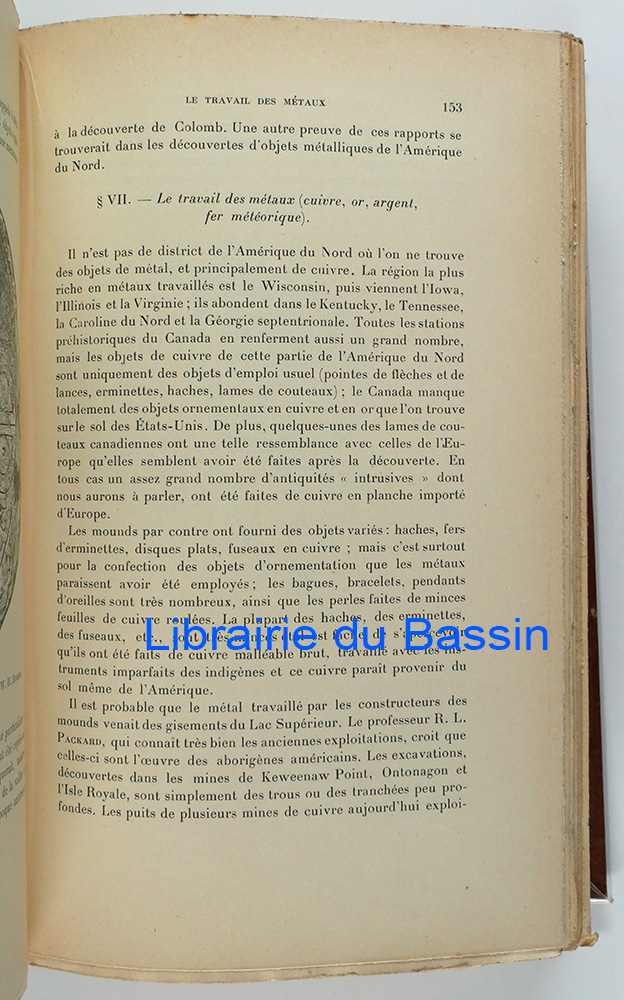 LE TRAVAIL DES MÉTAUX 153
à la découverte de Colomb. Une autre preuve de ces rapports se
trouverait dans les découvertes d'objets métalliques de l'Amérique
du Nord.
§ VII. — Le travail des métaux (cuivre, or, argent,
fer météorique).
Il n'est pas de district de l'Amérique du Nord où l'on ne trouve
des objets de métal, et principalement de cuivre. La région la plus
riche en métaux travaillés est le Wisconsin, puis viennent l'Iowa,
l'Illinois et la Virginie ; ils abondent dans le Kentucky, le Tennessee,
la Caroline du Nord et la Géorgie septentrionale. Toutes les stations
préhistoriques du Canada en renferment aussi un grand nombre,
mais les objets de cuivre de cette partie de l'Amérique du Nord
sont uniquement des objets d'emploi usuel (pointes de flèches et de
lances, erminettes, haches, lames de couteaux) ; le Canada manque
totalement des objets ornementaux en cuivre et en or que l'on trouve
sur le sol des États-Unis. De plus, quelques-unes des lames de cou-
teaux canadiennes ont une telle ressemblance avec celles de l'Eu-
rope qu'elles semblent avoir été faites après la découverte. En
tous cas un assez grand nombre d'antiquités « intrusives » dont
nous aurons à parler, ont été faites de cuivre en planche importé
d'Europe.
Les mounds par contre ont fourni des objets variés : haches, fers
d'erminettes, disques plats, fuseaux en cuivre ; mais c'est surtout
pour la confection des objets d'ornementation que les métaux
paraissent avoir été employés ; les bagues, bracelets, pendants
d'oreilles sont très nombreux, ainsi que les perles faites de minces
feuilles de cuivre roulées. La plupart des haches, des erminettes,
des fuseaux, etc., sont très minces et
Librairie du Bassin
qu'ils ont été faits de cuivre malléable brut, travaillé avec les ins-
truments imparfaits des indigènes et ce cuivre paraît provenir du
sol même de l'Amérique.
Il est probable que le métal travaillé par les constructeurs des
mounds venait des gisements du Lac Supérieur. Le professeur R. L.
PACKARD, qui connaît très bien les anciennes exploitations, croit que
celles-ci sont l'œuvre des aborigènes américains. Les excavations,
découvertes dans les mines de Keweenaw Point, Ontonagon et
l'Isle Royale, sont simplement des trous ou des tranchées peu pro-
fondes. Les puits de plusieurs mines de cuivre aujourd'hui exploi-